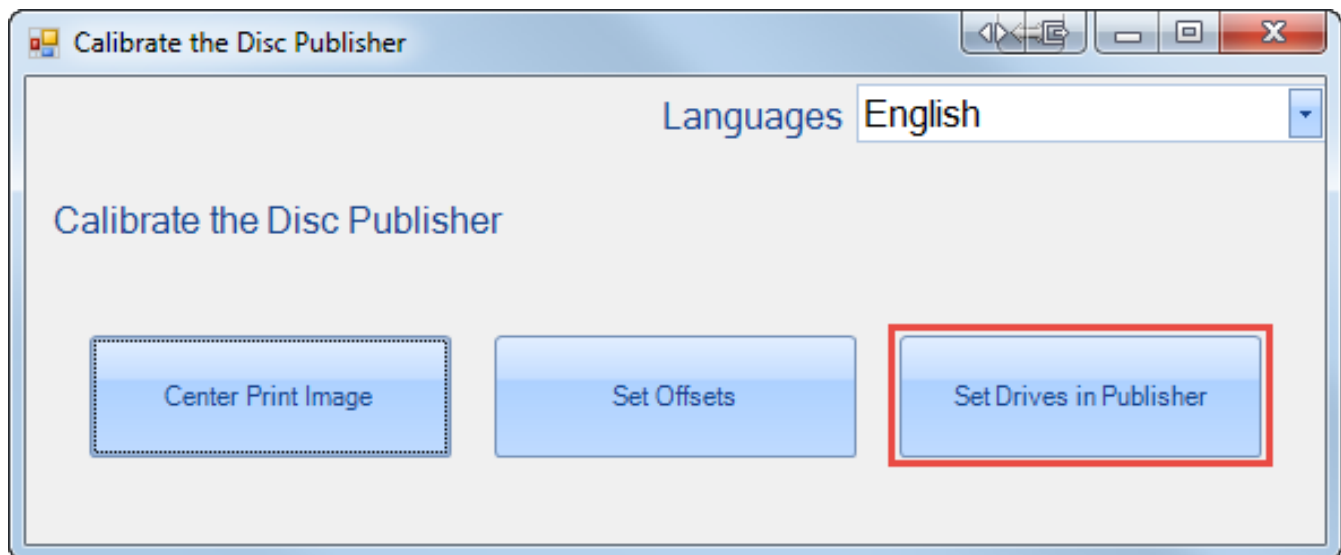 Calibrate the Disc Publisher
Languages English
Calibrate the Disc Publisher
Center Print Image Set Offsets Set Drives in Publisher